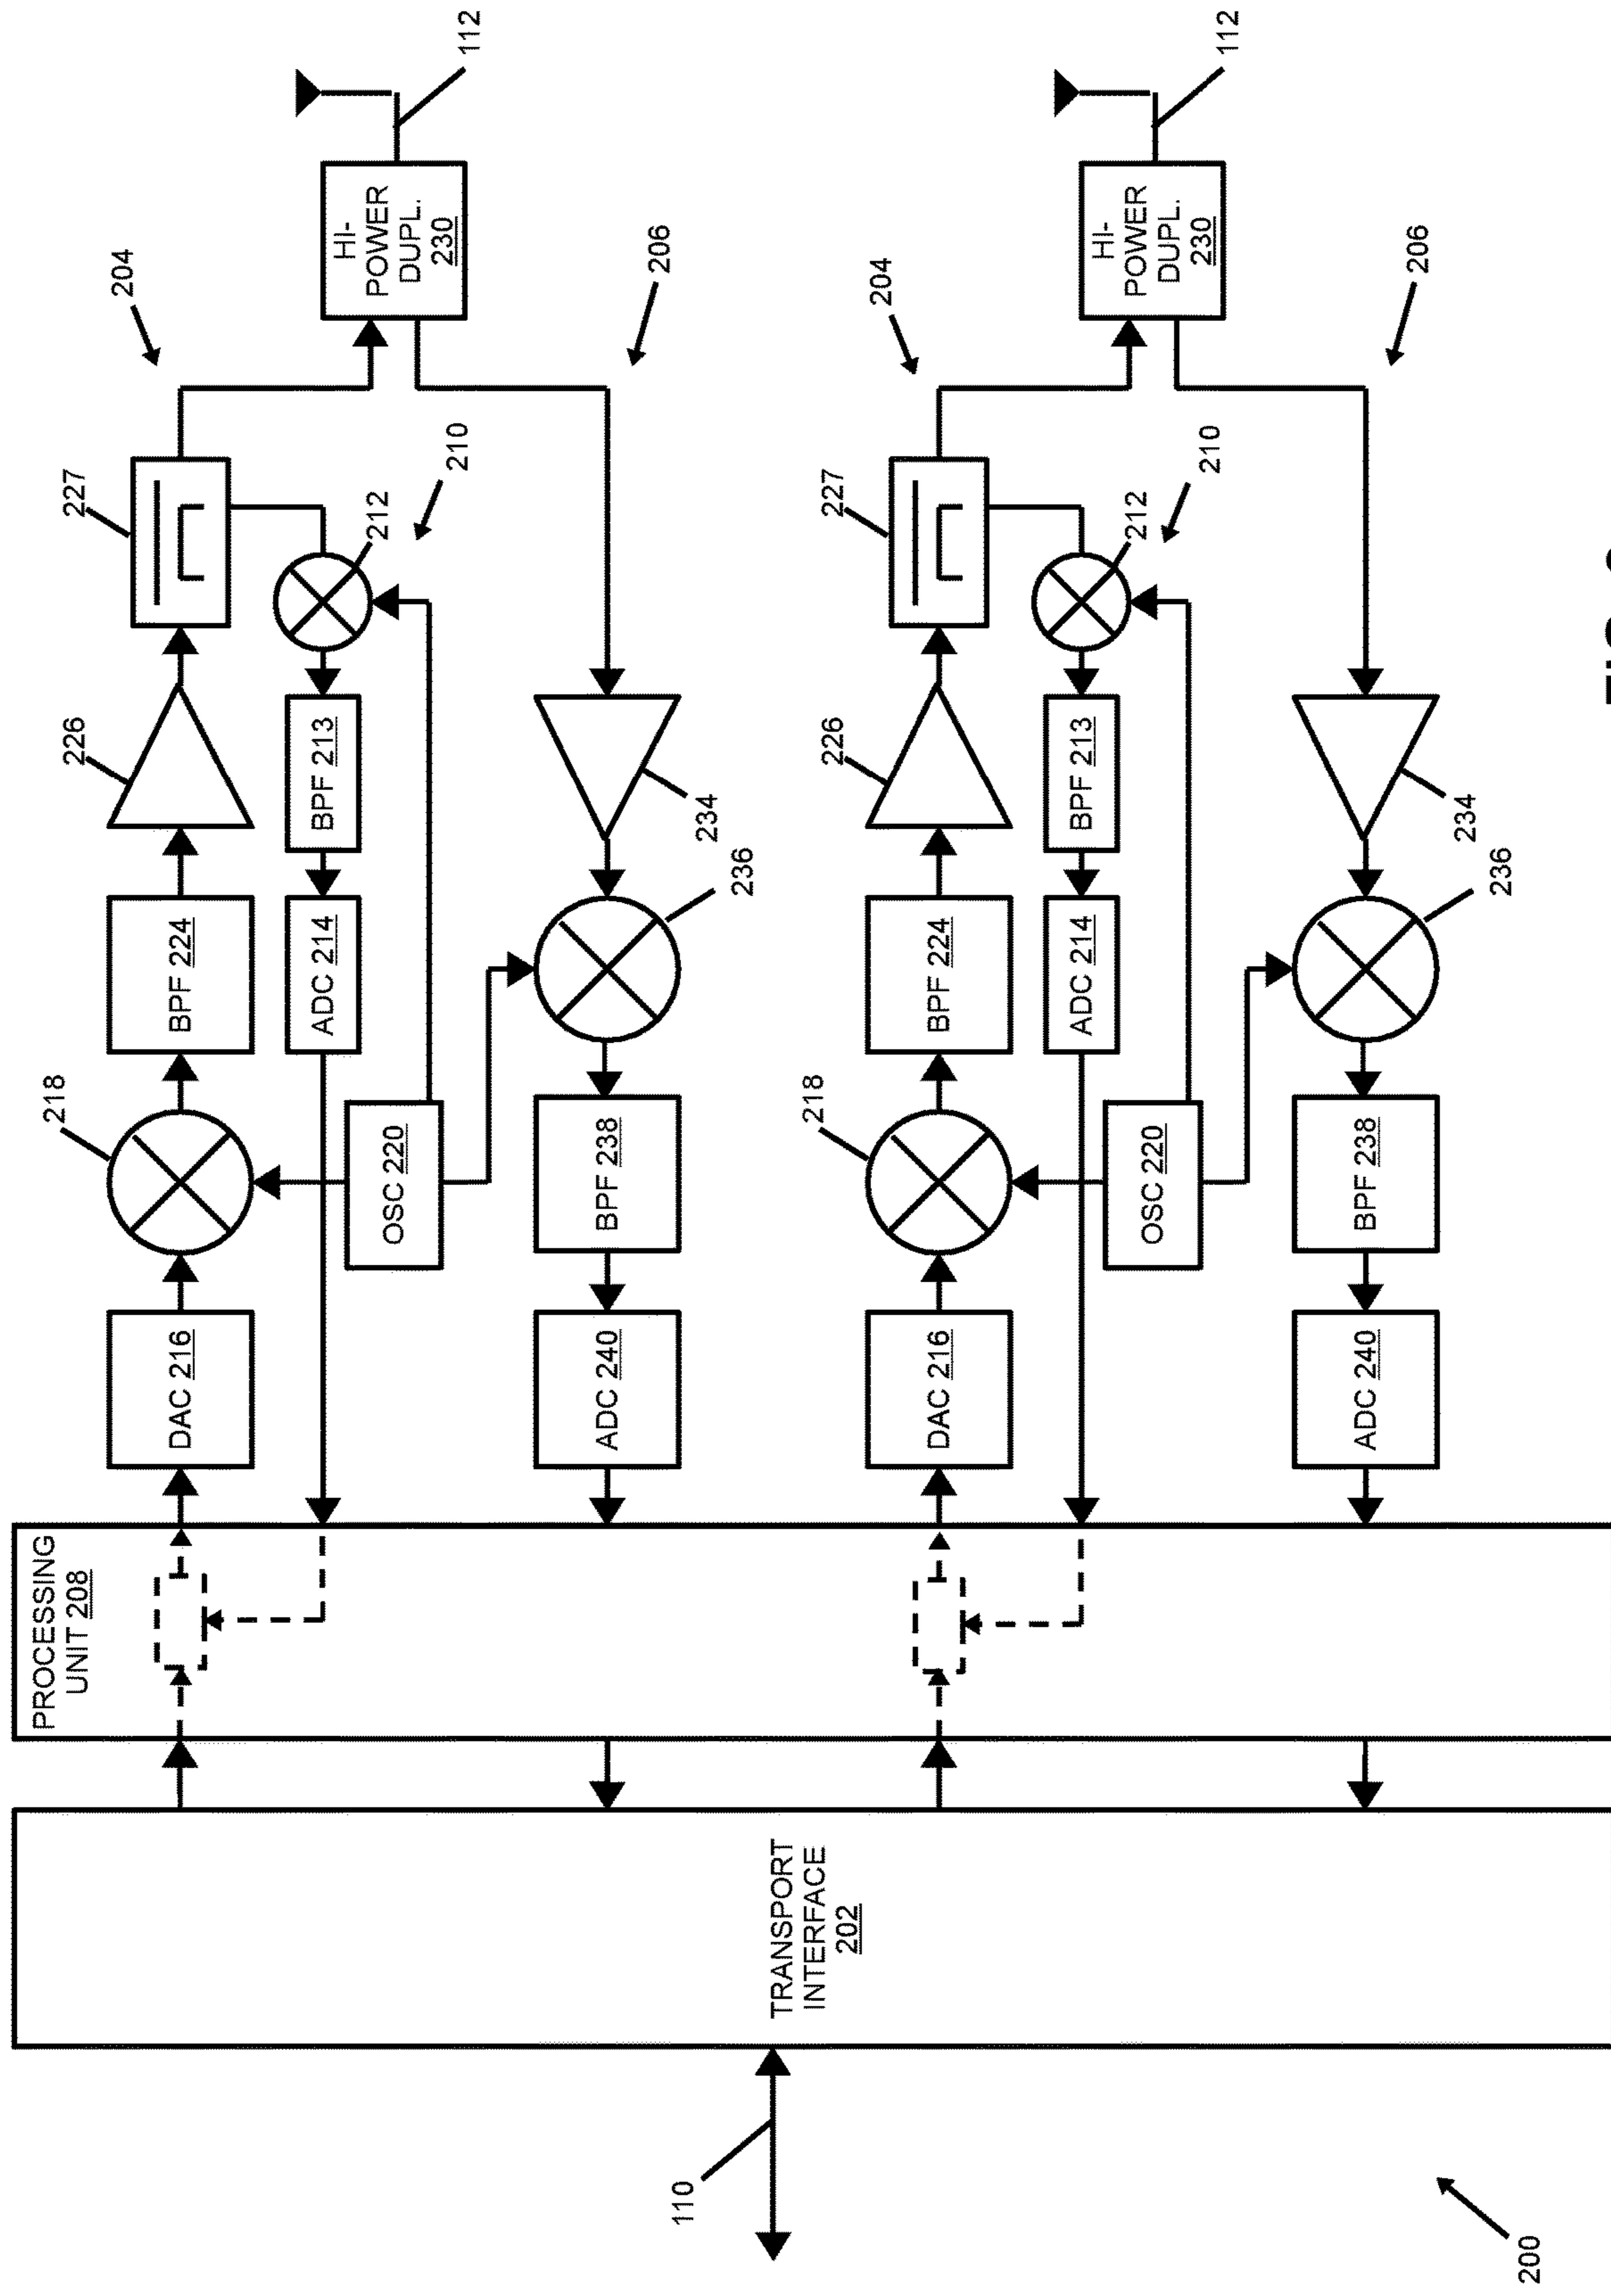 PROCESSING
UNIT 208
TRANSPORT
INTERFACE
202
110
200
DAC 216
218
BPF 224
226
227
204
ADC 214
BPF 213
212
210
OSC 220
HI-
POWER
DUPL.
230
112
206
ADC 240
BPF 238
236
234
DAC 216
218
BPF 224
226
227
204
ADC 214
BPF 213
212
210
OSC 220
HI-
POWER
DUPL.
230
112
206
ADC 240
BPF 238
236
234